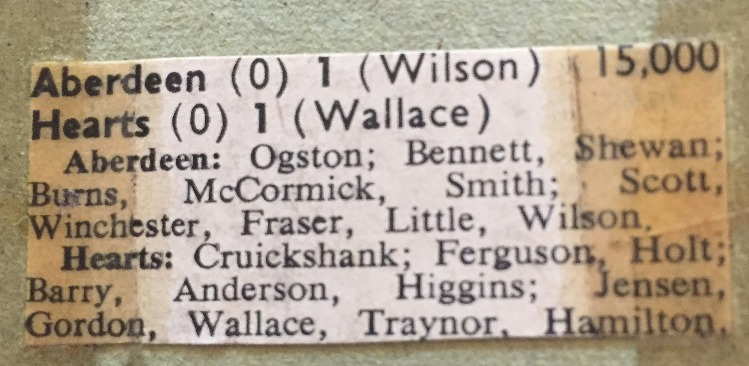 Aberdeen (0) 1 (Wilson) 15,000
Hearts (0) 1 (Wallace)
Aberdeen: Ogston; Bennett, Shewan;
Burns, McCormick, Smith; Scott,
Winchester, Fraser, Little, Wilson.
Hearts: Cruickshank; Ferguson, Holt;
Barry, Anderson, Higgins; Jensen,
Gordon, Wallace, Traynor, Hamilton.